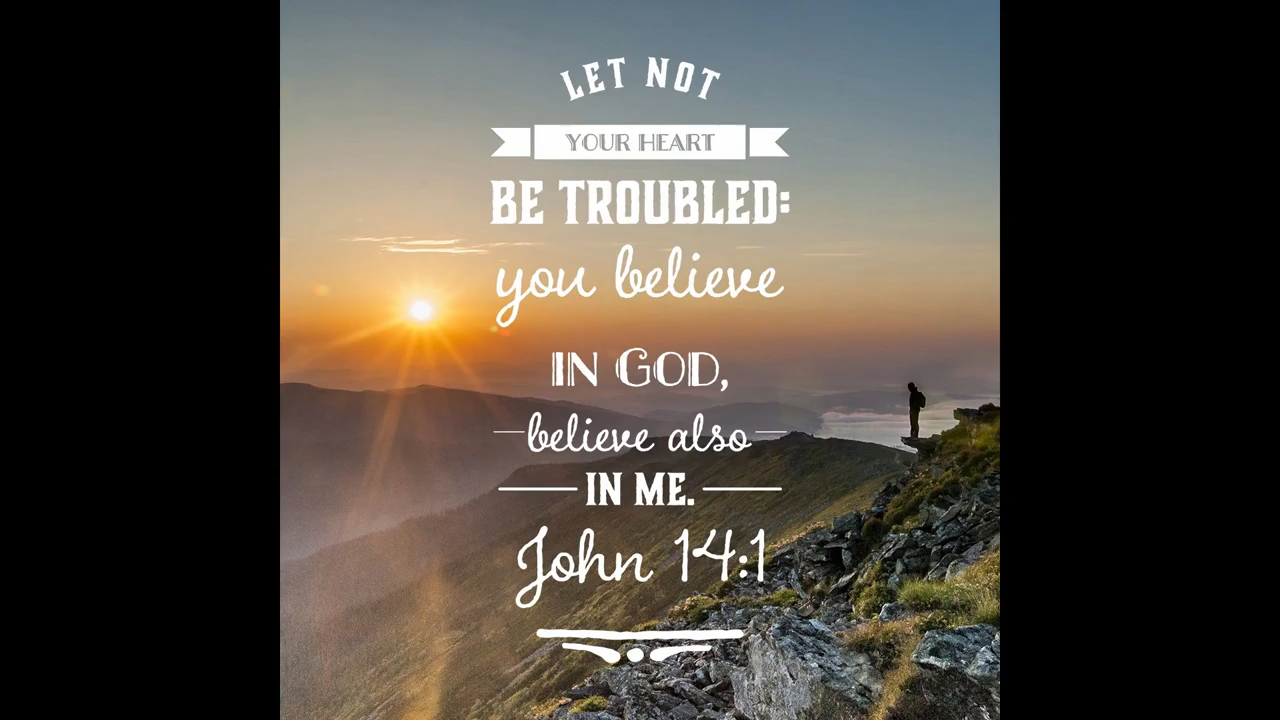 LET NOT
YOUR HEART
BE TROUBLED:
you believe
IN GOD,
believe also
IN ME.
John 14:1